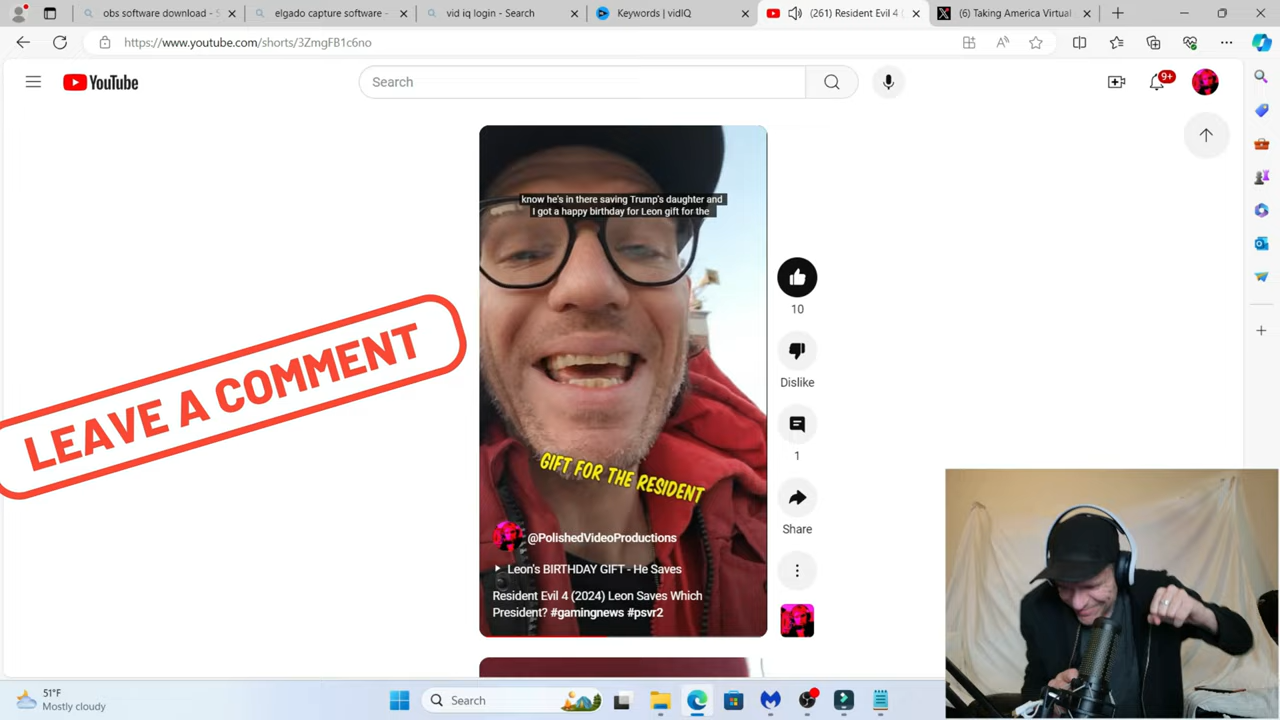 obs software download - S
elgado capture software -
vid iq login - Search
Keywords | vidIQ
(261) Resident Evil 4 (
(6) Taking America Virtual
https://www.youtube.com/shorts/3ZmgFB1c6no
YouTube
Search
9+
know he's in there saving Trump's daughter and
I got a happy birthday for Leon gift for the
LEAVE A COMMENT
GIFT FOR THE RESIDENT
10
Dislike
1
Share
@PolishedVideoProductions
Leon's BIRTHDAY GIFT - He Saves
Resident Evil 4 (2024) Leon Saves Which
President? #gamingnews #psvr2
51°F
Mostly cloudy
Search